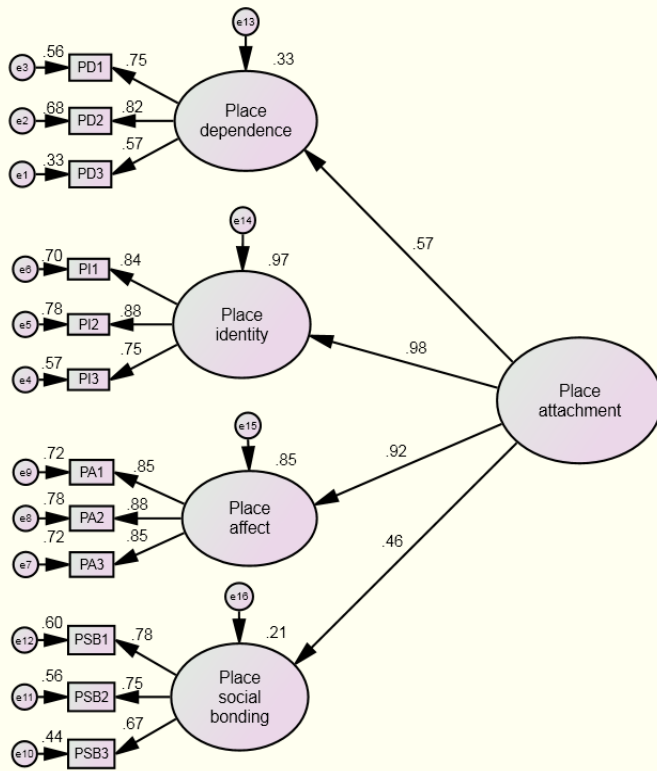 e13
.33
.56
e3
PD1
.75
.68
e2
PD2
.82
Place
dependence
.33
e1
PD3
.57
e14
.97
.57
.70
e6
PI1
.84
.78
e5
PI2
.88
Place
identity
.57
e4
PI3
.75
.98
Place
attachment
e15
.85
.92
.72
e9
PA1
.85
.78
e8
PA2
.88
Place
affect
.72
e7
PA3
.85
.46
e16
.21
.60
e12
PSB1
.78
.56
e11
PSB2
.75
Place
social
bonding
.44
e10
PSB3
.67